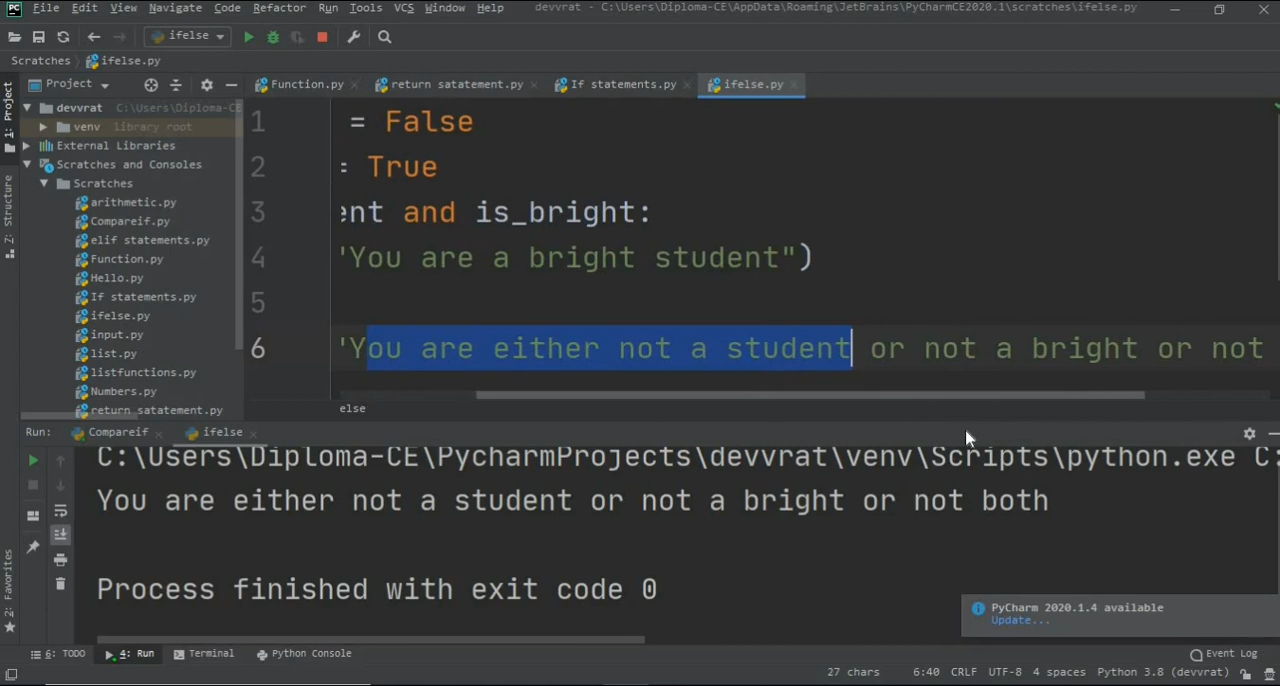 File Edit View Navigate Code Refactor Run Tools VCS Window Help devvrat - C:\Users\Diploma-CE\AppData\Roaming\JetBrains\PyCharmCE2020.1\scratches\ifelse.py
ifelse
Scratches ifelse.py
Project
Function.py return satatement.py If statements.py ifelse.py
devvrat C:\Users\Diploma-CE
venv library root
External Libraries
Scratches and Consoles
Scratches
arithmetic.py
Compareif.py
elif statements.py
Function.py
Hello.py
If statements.py
ifelse.py
input.py
list.py
listfunctions.py
Numbers.py
return satatement.py
1: Project
Z: Structure
2: Favorites
1 = False
2 = True
3 ent and is_bright:
4 "You are a bright student")
5
6 "You are either not a student or not a bright or not
else
Run: Compareif ifelse
C:\Users\Diploma-CE\PycharmProjects\devvrat\venv\Scripts\python.exe C:
You are either not a student or not a bright or not both
Process finished with exit code 0
PyCharm 2020.1.4 available
Update...
6: TODO 4: Run Terminal Python Console Event Log
27 chars 6:40 CRLF UTF-8 4 spaces Python 3.8 (devvrat)